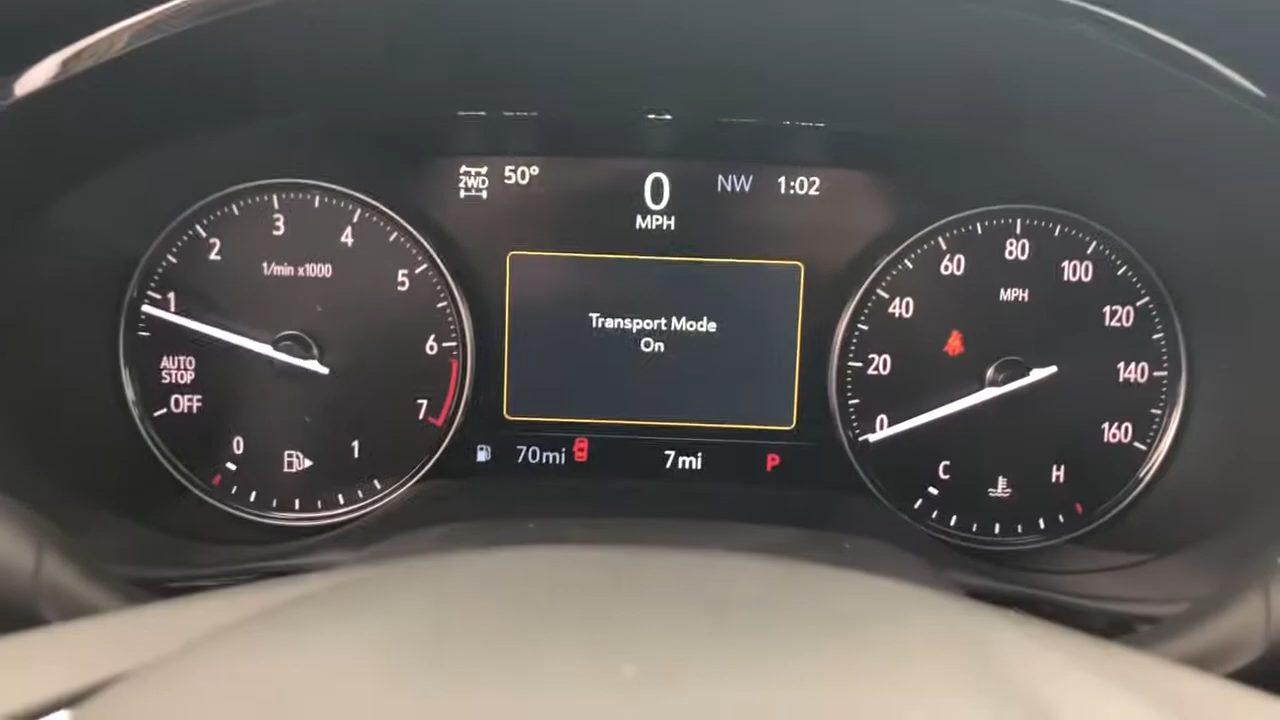 2WD 50° 0 NW 1:02
MPH
Transport Mode
On
70mi 7mi P
1/min x1000
1 2 3 4 5 6 7
AUTO
STOP
OFF
0 1
0 20 40 60 80 100 120 140 160
MPH
C H